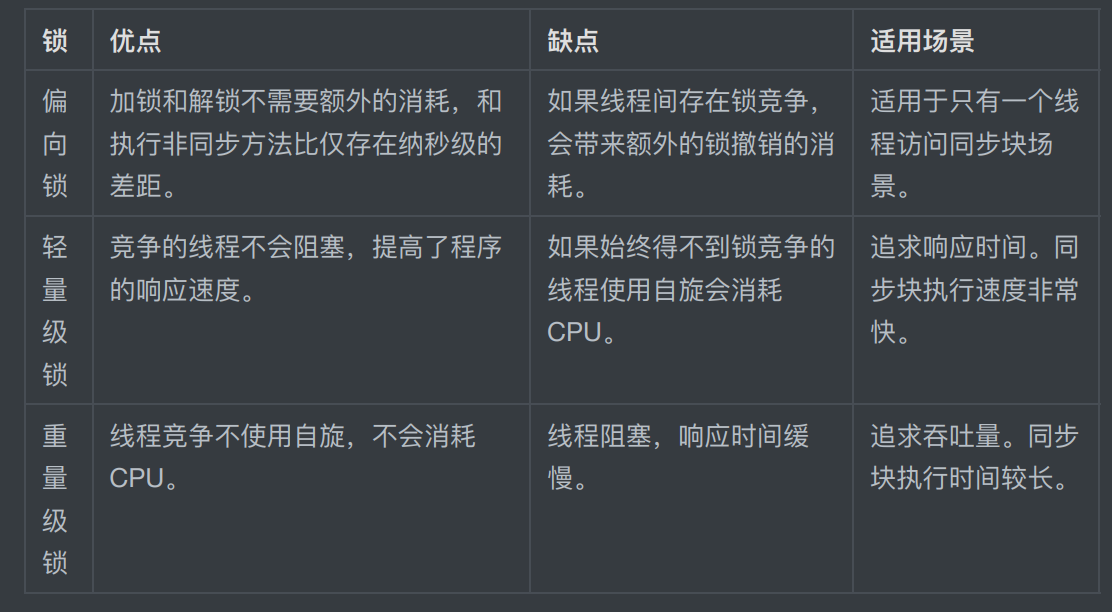 锁
优点
缺点
适用场景
偏
向
锁
加锁和解锁不需要额外的消耗，和
执行非同步方法比仅存在纳秒级的
差距。
如果线程间存在锁竞争，
会带来额外的锁撤销的消
耗。
适用于只有一个线
程访问同步块场
景。
轻
量
级
锁
竞争的线程不会阻塞，提高了程序
的响应速度。
如果始终得不到锁竞争的
线程使用自旋会消耗
CPU。
追求响应时间。同
步块执行速度非常
快。
重
量
级
锁
线程竞争不使用自旋，不会消耗
CPU。
线程阻塞，响应时间缓
慢。
追求吞吐量。同步
块执行时间较长。